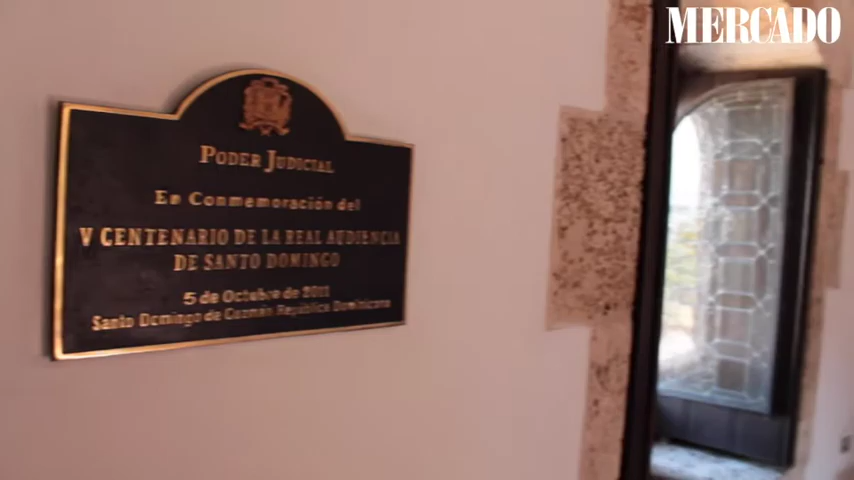 MERCADO
PODER JUDICIAL
En Conmemoración del
V CENTENARIO DE LA REAL AUDIENCIA
DE SANTO DOMINGO
5 de Octubre de 2011
Santo Domingo de Guzmán República Dominicana